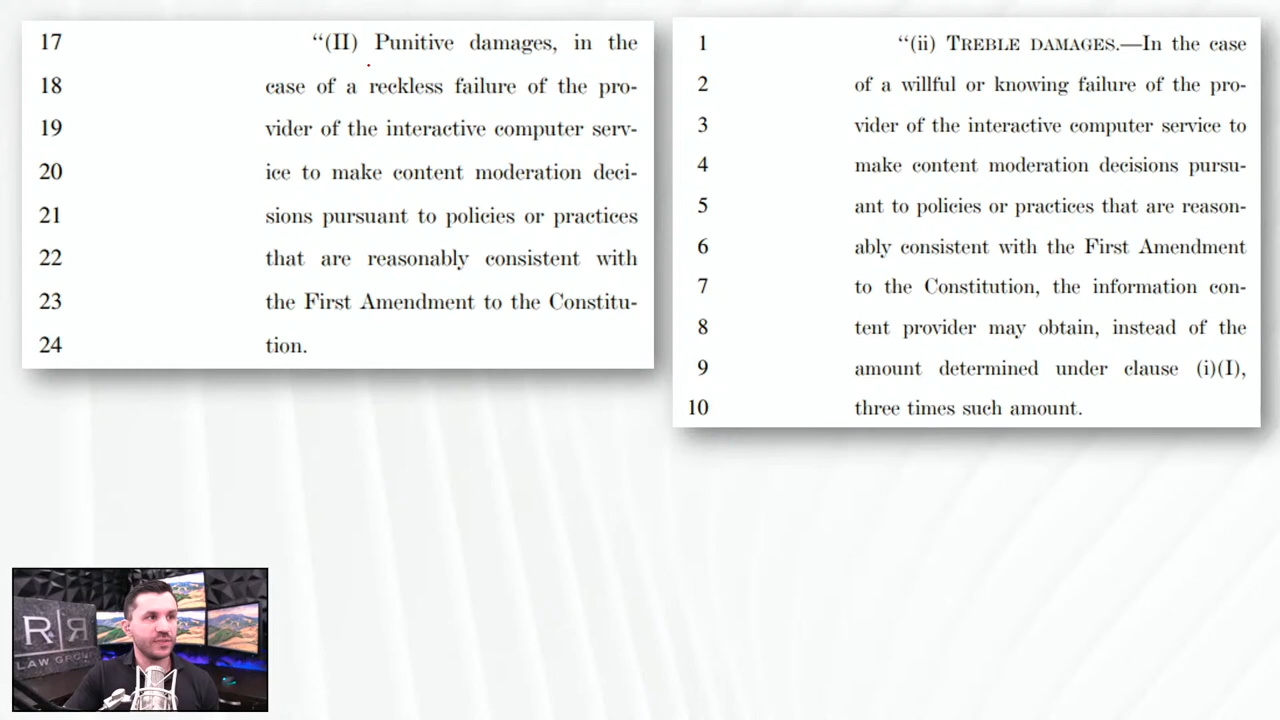 17 “(II) Punitive damages, in the
18 case of a reckless failure of the pro-
19 vider of the interactive computer serv-
20 ice to make content moderation deci-
21 sions pursuant to policies or practices
22 that are reasonably consistent with
23 the First Amendment to the Constitu-
24 tion.
1 “(ii) TREBLE DAMAGES.—In the case
2 of a willful or knowing failure of the pro-
3 vider of the interactive computer service to
4 make content moderation decisions pursu-
5 ant to policies or practices that are reason-
6 ably consistent with the First Amendment
7 to the Constitution, the information con-
8 tent provider may obtain, instead of the
9 amount determined under clause (i)(I),
10 three times such amount.
R|R
LAW GROUP